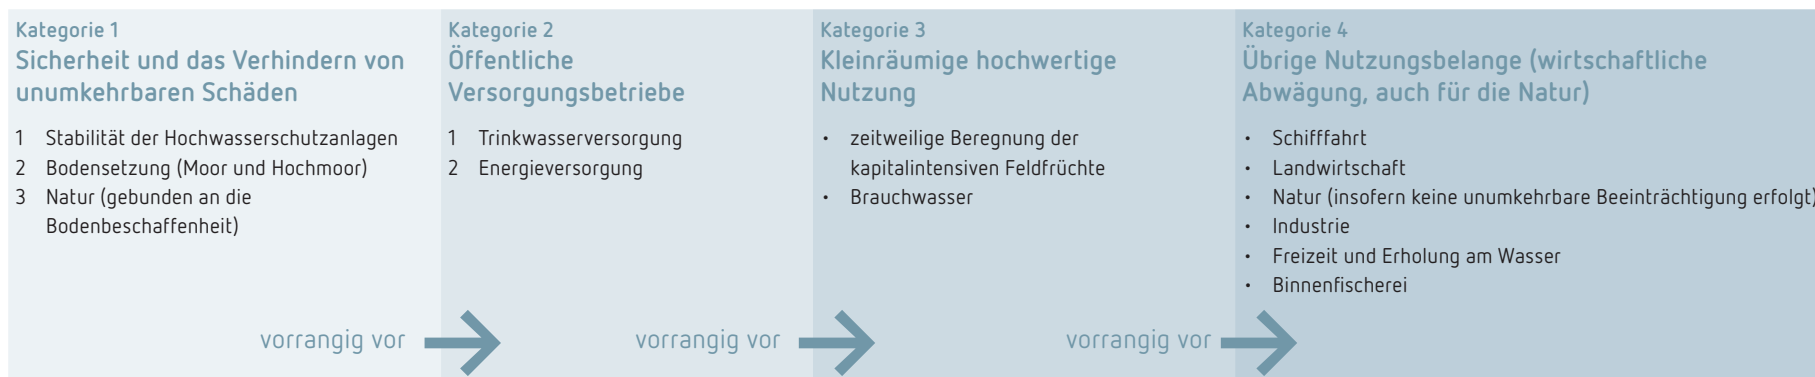 Kategorie 1
Sicherheit und das Verhindern von
unumkehrbaren Schäden
1 Stabilität der Hochwasserschutzanlagen
2 Bodensetzung (Moor und Hochmoor)
3 Natur (gebunden an die
Bodenbeschaffenheit)
vorrangig vor
Kategorie 2
Öffentliche
Versorgungsbetriebe
1 Trinkwasserversorgung
2 Energieversorgung
vorrangig vor
Kategorie 3
Kleinräumige hochwertige
Nutzung
• zeitweilige Beregnung der
kapitalintensiven Feldfrüchte
• Brauchwasser
vorrangig vor
Kategorie 4
Übrige Nutzungsbelange (wirtschaftliche
Abwägung, auch für die Natur)
• Schifffahrt
• Landwirtschaft
• Natur (insofern keine unumkehrbare Beeinträchtigung erfolgt)
• Industrie
• Freizeit und Erholung am Wasser
• Binnenfischerei